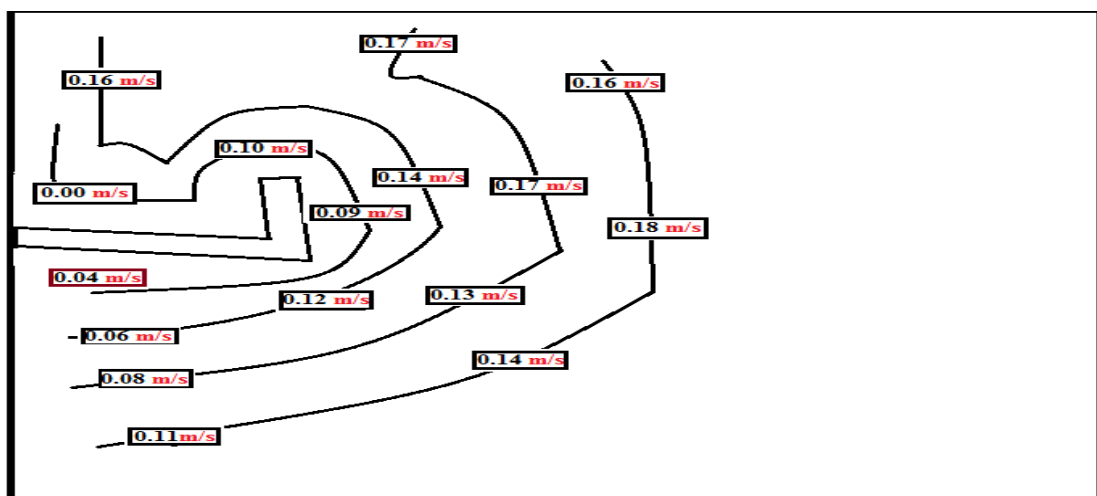 0.17 m/s
0.16 m/s
0.16 m/s
0.10 m/s
0.14 m/s
0.17 m/s
0.00 m/s
0.09 m/s
0.18 m/s
0.04 m/s
0.13 m/s
0.12 m/s
0.06 m/s
0.14 m/s
0.08 m/s
0.11m/s